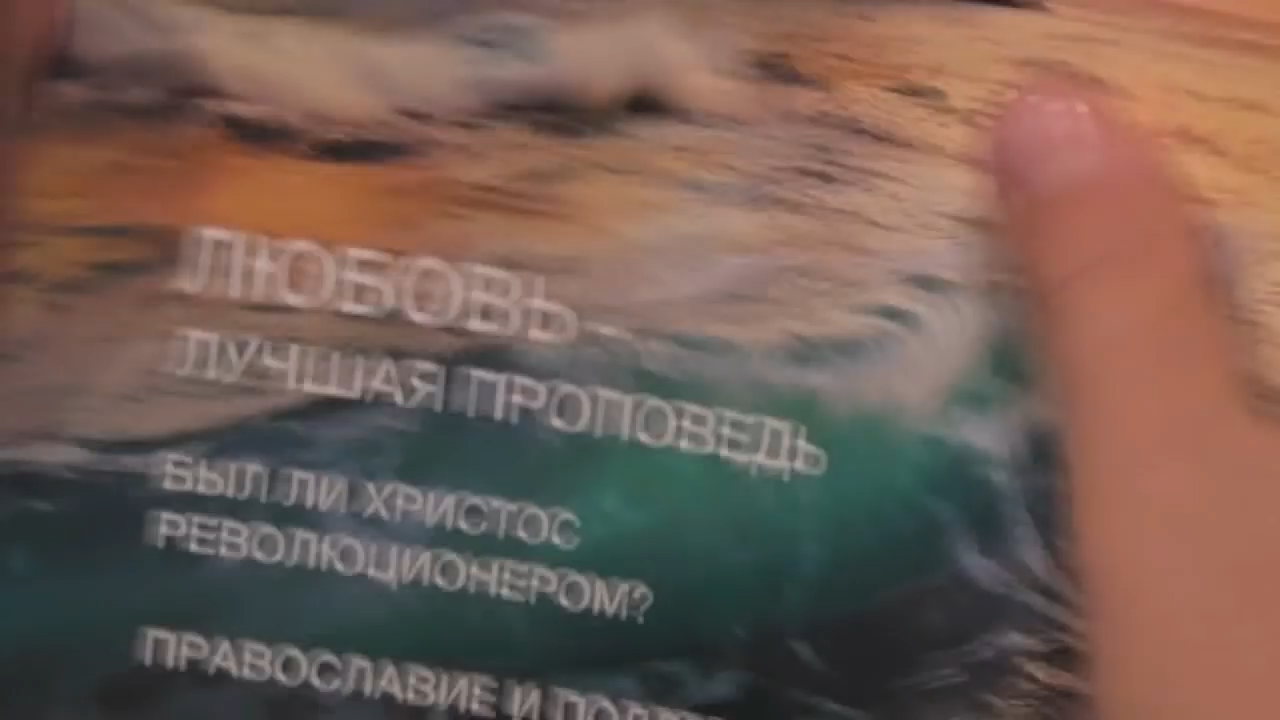 ЛЮБОВЬ –
ЛУЧШАЯ ПРОПОВЕДЬ
БЫЛ ЛИ ХРИСТОС
РЕВОЛЮЦИОНЕРОМ?
ПРАВОСЛАВИЕ И